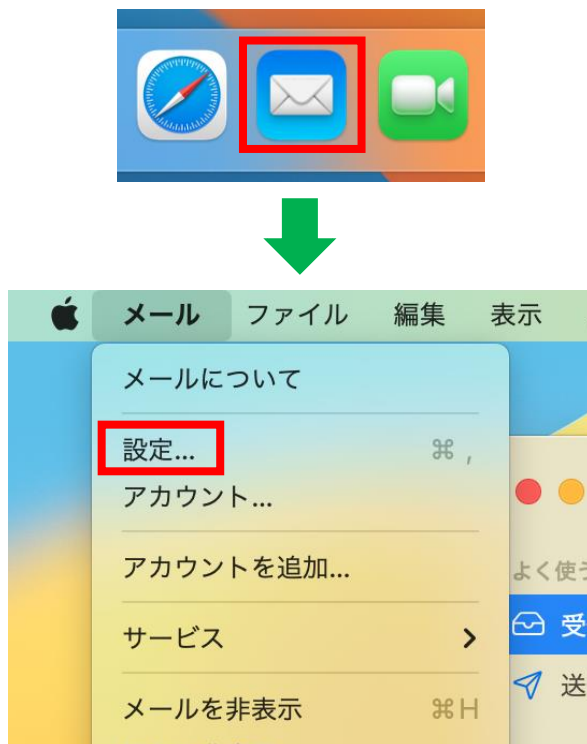 メール ファイル 編集 表示
メールについて
設定... ⌘ ,
アカウント...
アカウントを追加...
よく使
サービス
受
送
メールを非表示 ⌘H